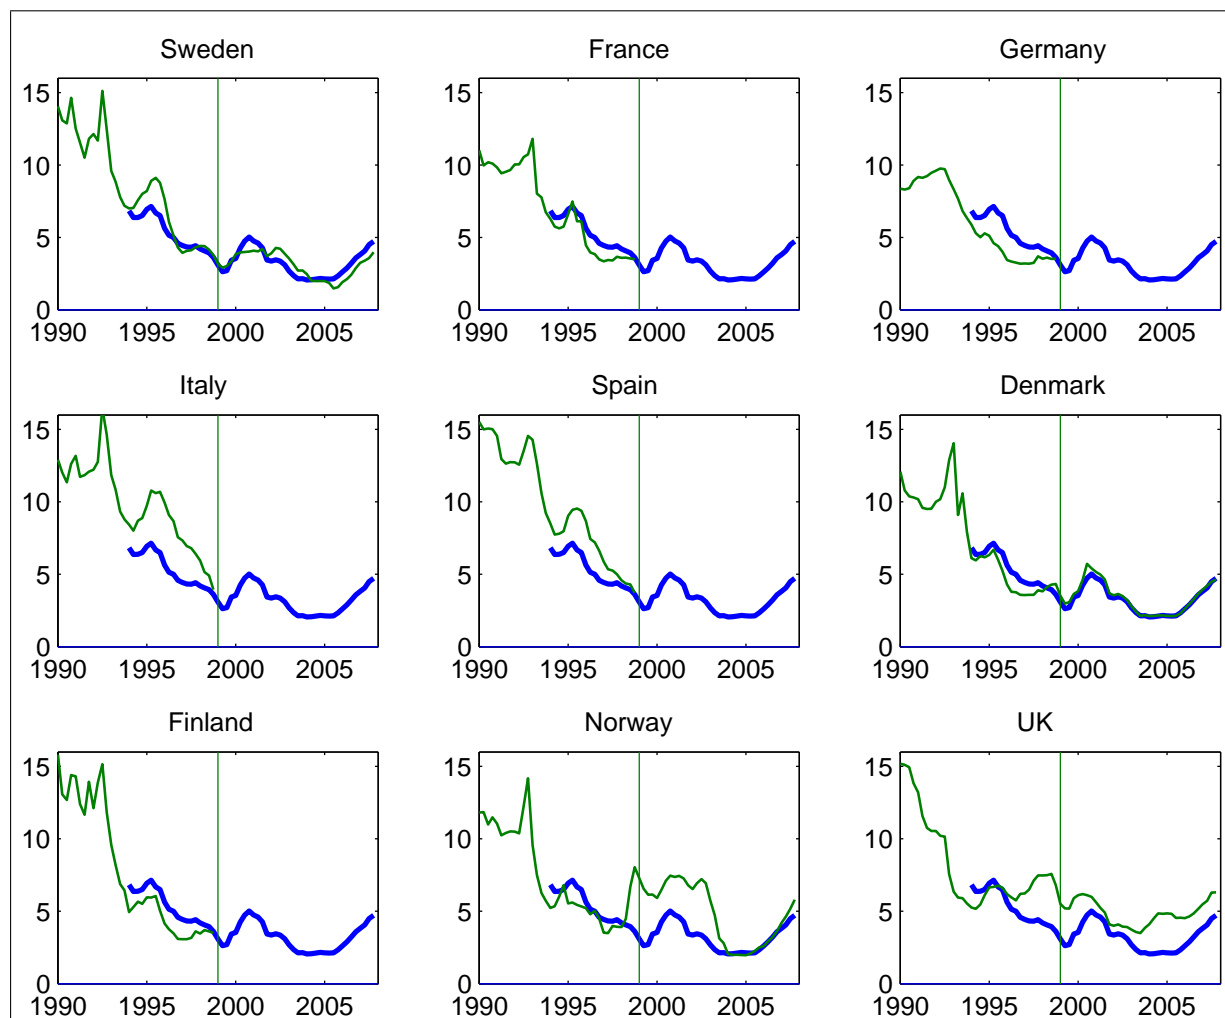 Sweden France Germany
15 15 15
10 10 10
5 5 5
0 0 0
1990 1995 2000 2005 1990 1995 2000 2005 1990 1995 2000 2005
Italy Spain Denmark
15 15 15
10 10 10
5 5 5
0 0 0
1990 1995 2000 2005 1990 1995 2000 2005 1990 1995 2000 2005
Finland Norway UK
15 15 15
10 10 10
5 5 5
0 0 0
1990 1995 2000 2005 1990 1995 2000 2005 1990 1995 2000 2005